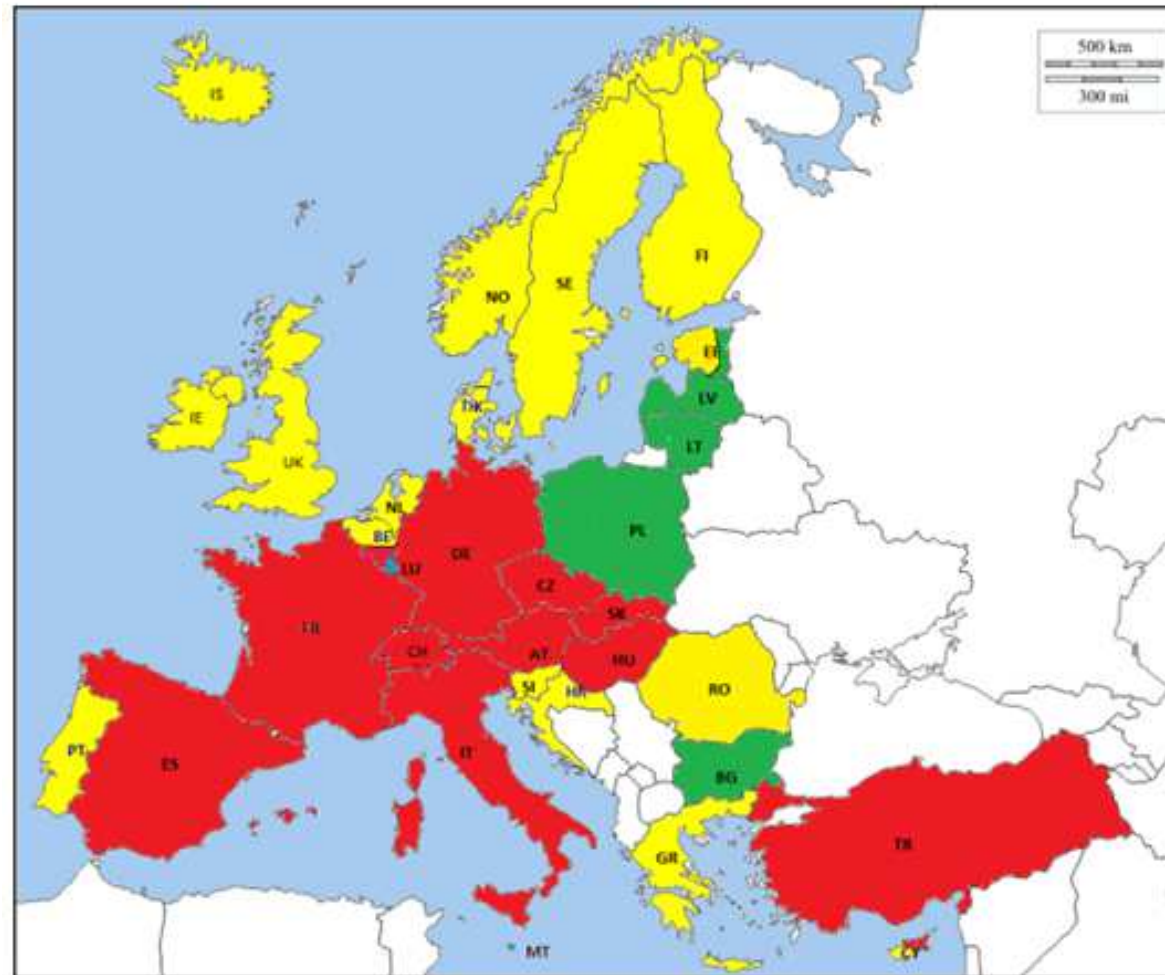 500 km
300 mi
IS
FI
SE
NO
EE
LV
DK
IE
LT
UK
NL
PL
BE
DE
LU
CZ
SK
FR
CH
AT
HU
SI
HR
RO
PT
ES
IT
BG
TR
GR
MT
CY